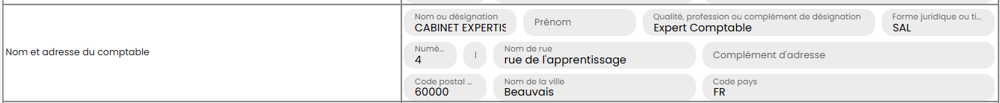 Nom ou désignation Prénom Qualité, profession ou complément de désignation Forme juridique ou ti...
CABINET EXPERTIS Expert Comptable SAL
Nom et adresse du comptable
Numé... I Nom de rue Complément d'adresse
4 rue de l'apprentissage
Code postal ... Nom de la ville Code pays
60000 Beauvais FR